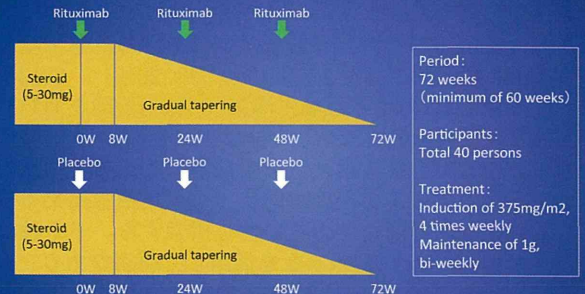 Rituximab Rituximab Rituximab
Steroid
(5-30mg)
Gradual tapering
0W 8W 24W 48W 72W
Placebo Placebo Placebo
Steroid
(5-30mg)
Gradual tapering
0W 8W 24W 48W 72W
Period:
72 weeks
(minimum of 60 weeks)
Participants:
Total 40 persons
Treatment:
Induction of 375mg/m2,
4 times weekly
Maintenance of 1g,
bi-weekly